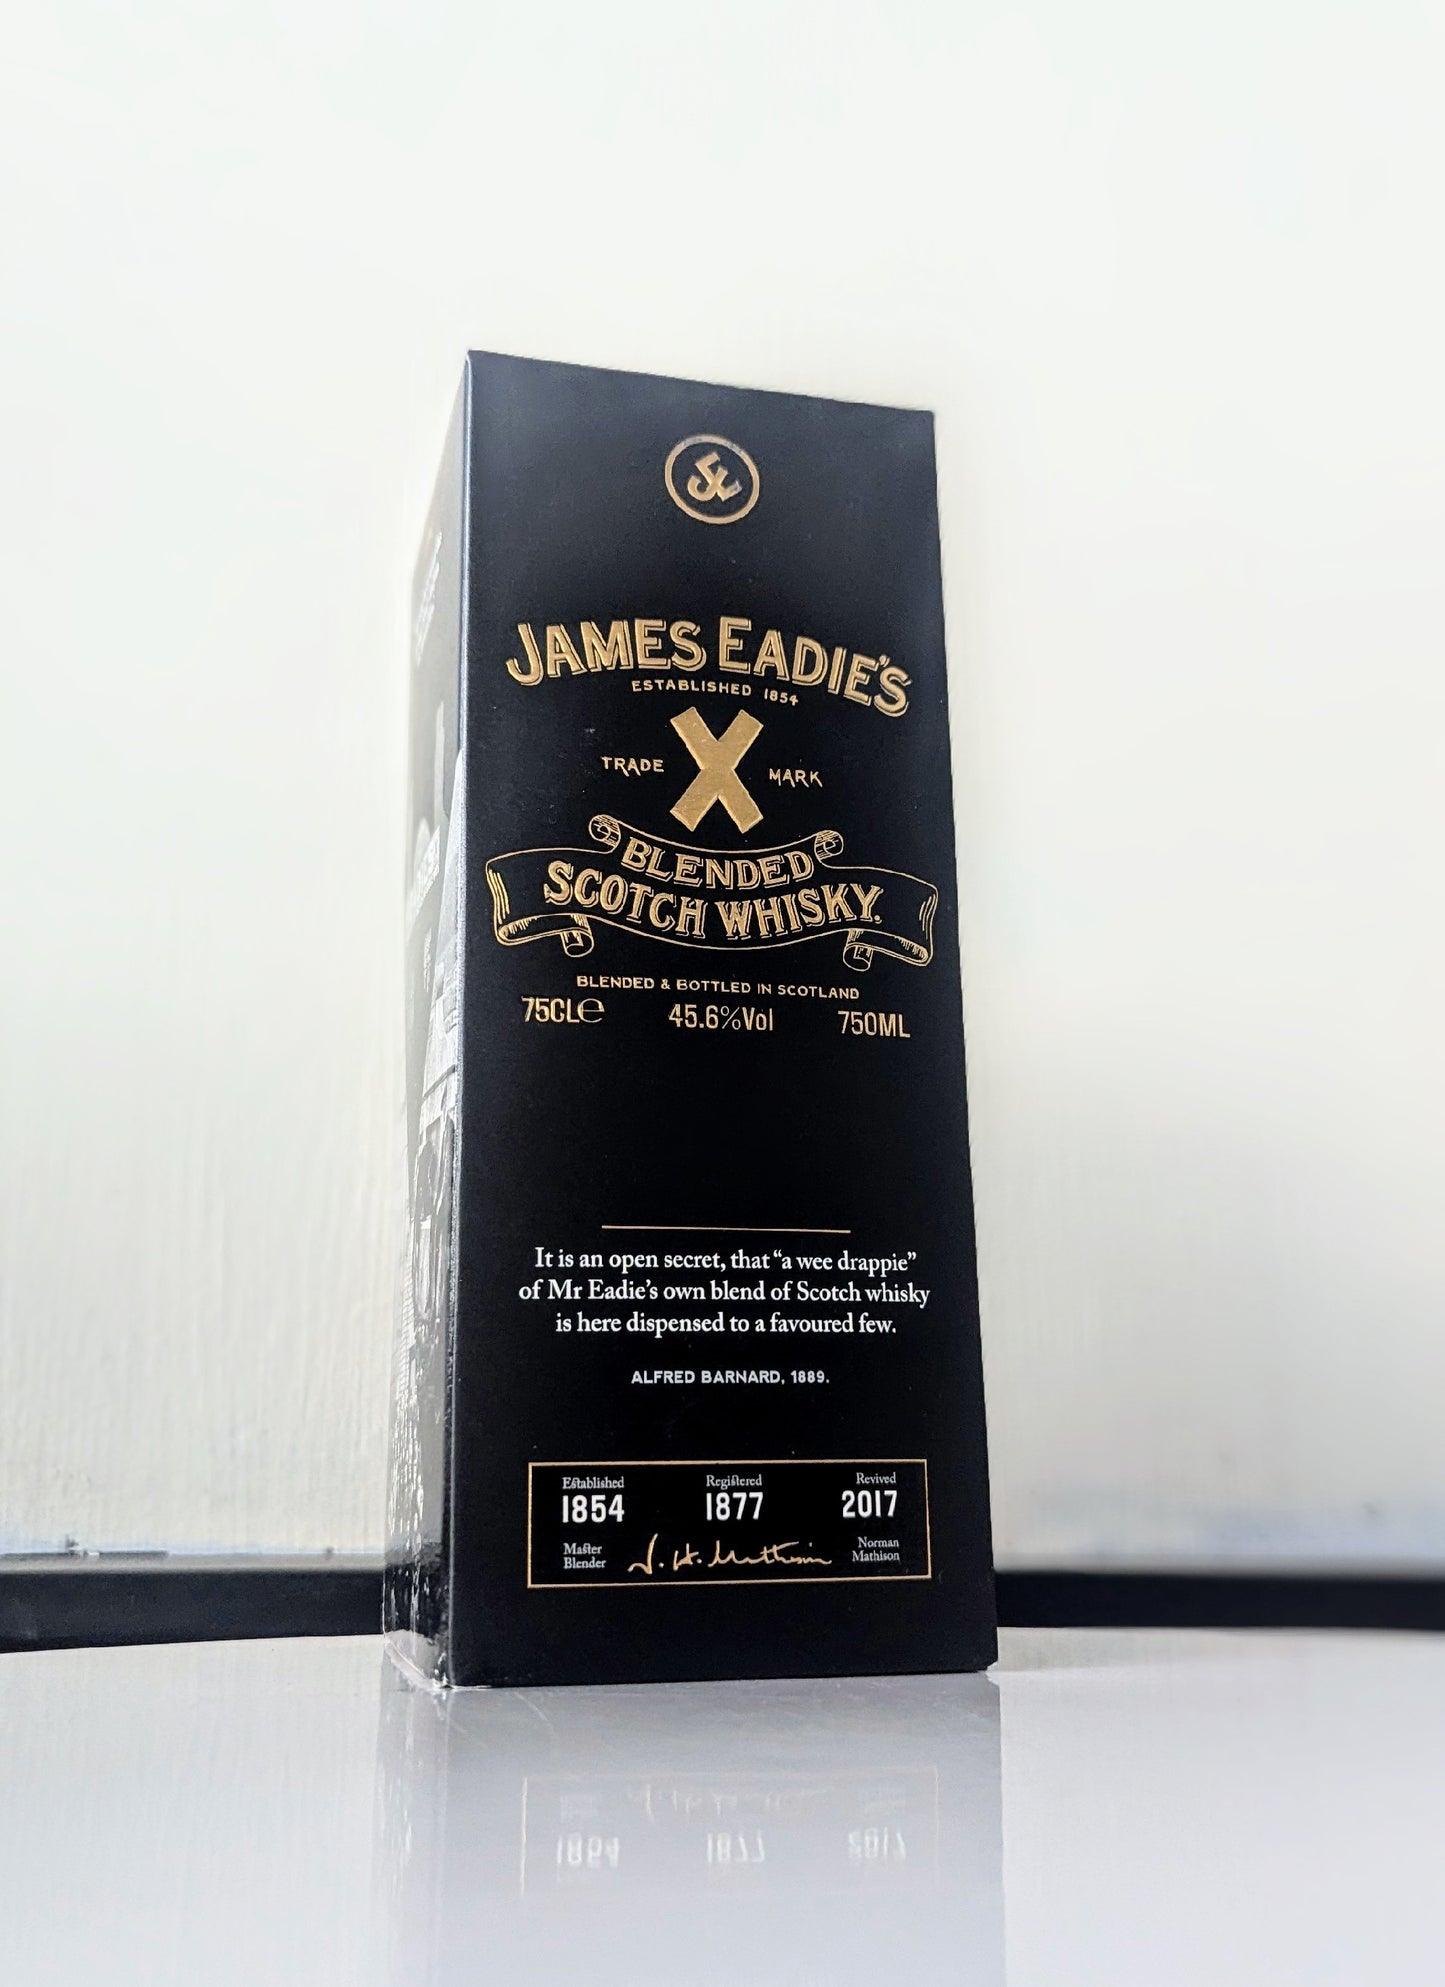 JAMES EADIE'S
ESTABLISHED 1854
TRADE X MARK
BLENDED
SCOTCH WHISKY.
BLENDED & BOTTLED IN SCOTLAND
75CLe 45.6%Vol 750ML
It is an open secret, that “a wee drappie”
of Mr Eadie’s own blend of Scotch whisky
is here dispensed to a favoured few.
ALFRED BARNARD, 1889.
Established Registered Revived
1854 1877 2017
Master Blender J. H. Mathison Norman Mathison